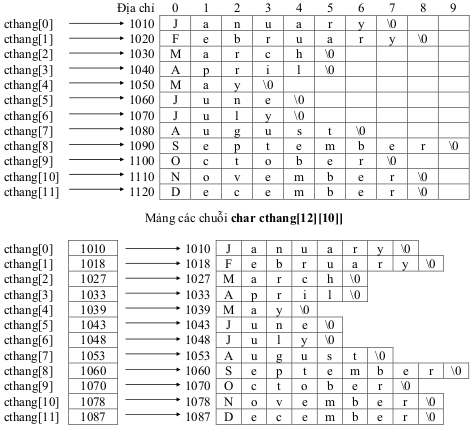 Địa chỉ 0 1 2 3 4 5 6 7 8 9
cthang[0] 1010 J a n u a r y \0
cthang[1] 1020 F e b r u a r y \0
cthang[2] 1030 M a r c h \0
cthang[3] 1040 A p r i l \0
cthang[4] 1050 M a y \0
cthang[5] 1060 J u n e \0
cthang[6] 1070 J u l y \0
cthang[7] 1080 A u g u s t \0
cthang[8] 1090 S e p t e m b e r \0
cthang[9] 1100 O c t o b e r \0
cthang[10] 1110 N o v e m b e r \0
cthang[11] 1120 D e c e m b e r \0
Mảng các chuỗi char cthang[12][10]]
cthang[0] 1010 1010 J a n u a r y \0
cthang[1] 1018 1018 F e b r u a r y \0
cthang[2] 1027 1027 M a r c h \0
cthang[3] 1033 1033 A p r i l \0
cthang[4] 1039 1039 M a y \0
cthang[5] 1043 1043 J u n e \0
cthang[6] 1048 1048 J u l y \0
cthang[7] 1053 1053 A u g u s t \0
cthang[8] 1060 1060 S e p t e m b e r \0
cthang[9] 1070 1070 O c t o b e r \0
cthang[10] 1078 1078 N o v e m b e r \0
cthang[11] 1087 1087 D e c e m b e r \0